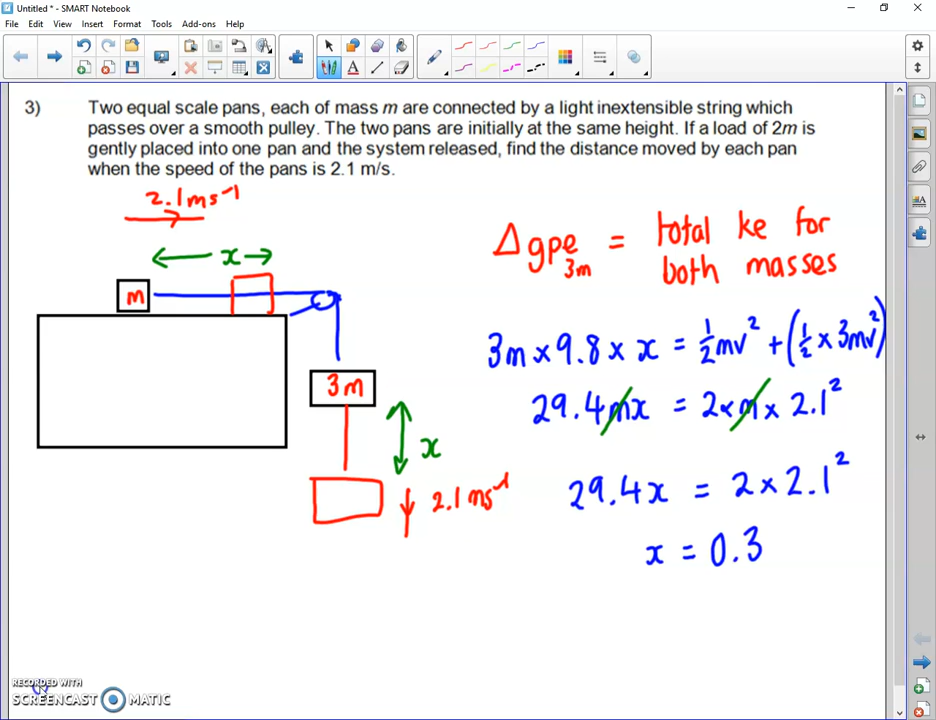 Untitled * - SMART Notebook
File Edit View Insert Format Tools Add-ons Help
3) Two equal scale pans, each of mass m are connected by a light inextensible string which
passes over a smooth pulley. The two pans are initially at the same height. If a load of 2m is
gently placed into one pan and the system released, find the distance moved by each pan
when the speed of the pans is 2.1 m/s.
2.1ms⁻¹
x
m
3m
x
2.1ms⁻¹
Δgpe₃ₘ = total ke for
both masses
3m × 9.8 × x = ½mv² + (½ × 3mv²)
29.4mx = 2×m× 2.1²
29.4x = 2 × 2.1²
x = 0.3
RECORDED WITH
SCREENCAST MATIC